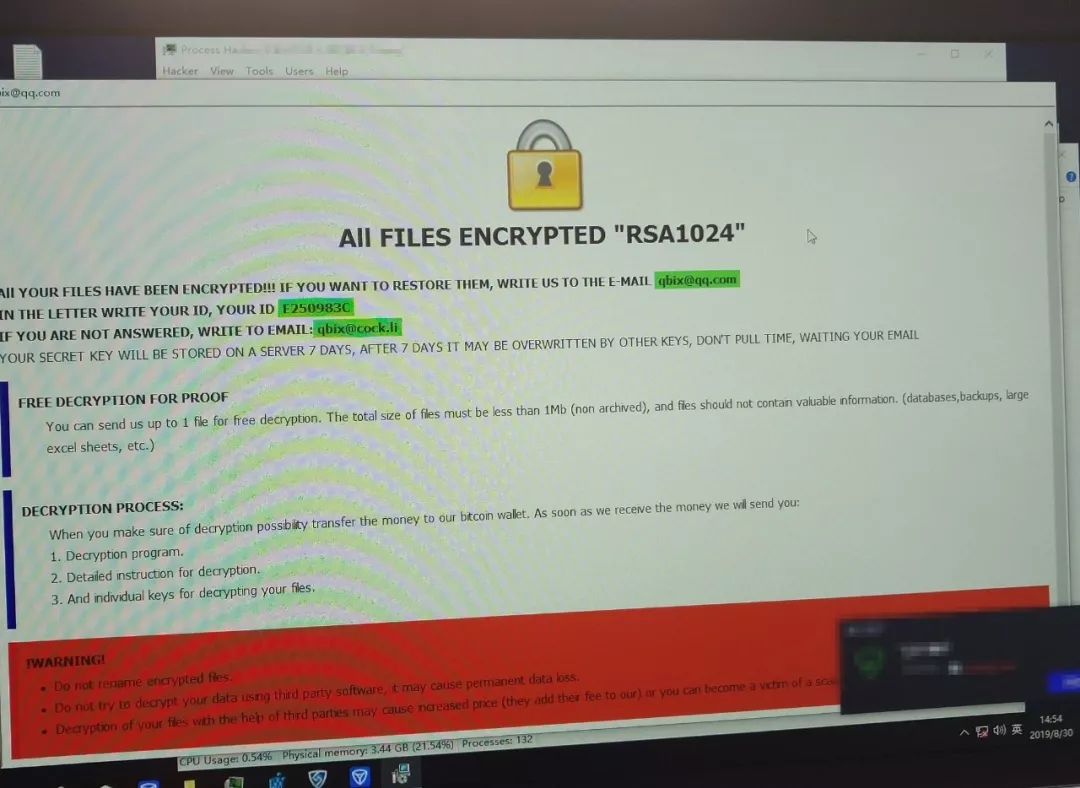 Process
Hacker View Tools Users Help
ix@qq.com
All FILES ENCRYPTED "RSA1024"
All YOUR FILES HAVE BEEN ENCRYPTED!!! IF YOU WANT TO RESTORE THEM, WRITE US TO THE E-MAIL qbix@qq.com
IN THE LETTER WRITE YOUR ID, YOUR ID E250983C
IF YOU ARE NOT ANSWERED, WRITE TO EMAIL: qbix@cock.li
YOUR SECRET KEY WILL BE STORED ON A SERVER 7 DAYS, AFTER 7 DAYS IT MAY BE OVERWRITTEN BY OTHER KEYS, DON'T PULL TIME, WAITING YOUR EMAIL
FREE DECRYPTION FOR PROOF
You can send us up to 1 file for free decryption. The total size of files must be less than 1Mb (non archived), and files should not contain valuable information. (databases,backups, large
excel sheets, etc.)
DECRYPTION PROCESS:
When you make sure of decryption possibility transfer the money to our bitcoin wallet. As soon as we receive the money we will send you:
1. Decryption program.
2. Detailed instruction for decryption.
3. And individual keys for decrypting your files.
!WARNING!
• Do not rename encrypted files.
• Do not try to decrypt your data using third party software, it may cause permanent data loss.
• Decryption of your files with the help of third parties may cause increased price (they add their fee to our) or you can become a victim of a
CPU Usage: 0.54% Physical memory: 3.44 GB (21.54%) Processes: 132
英
14:54
2019/8/30